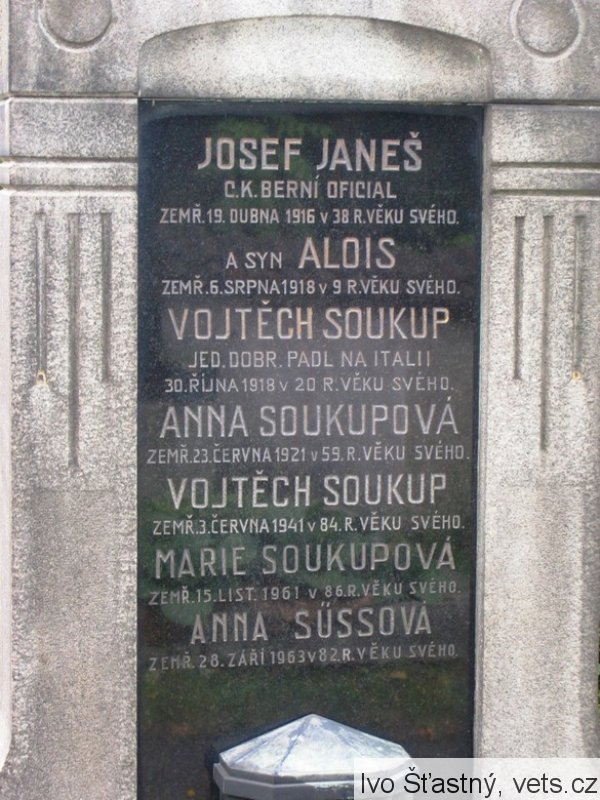 JOSEF JANEŠ
C.K. BERNÍ OFICIAL
ZEMŘ. 19. DUBNA 1916 v 38 R. VĚKU SVÉHO.
A SYN ALOIS
ZEMŘ. 6. SRPNA 1918 v 9 R. VĚKU SVÉHO.
VOJTĚCH SOUKUP
JED. DOBR. PADL NA ITALII
30. ŘÍJNA 1918 v 20 R. VĚKU SVÉHO.
ANNA SOUKUPOVÁ
ZEMŘ. 23. ČERVNA 1921 v 59. R. VĚKU SVÉHO.
VOJTĚCH SOUKUP
ZEMŘ. 3. ČERVNA 1941 v 84. R. VĚKU SVÉHO.
MARIE SOUKUPOVÁ
ZEMŘ. 15. LIST. 1961 v 86. R. VĚKU SVÉHO.
ANNA SÜSSOVÁ
ZEMŘ. 28. ZÁŘÍ 1963 v 82. R. VĚKU SVÉHO.
Ivo Šťastný, vets.cz